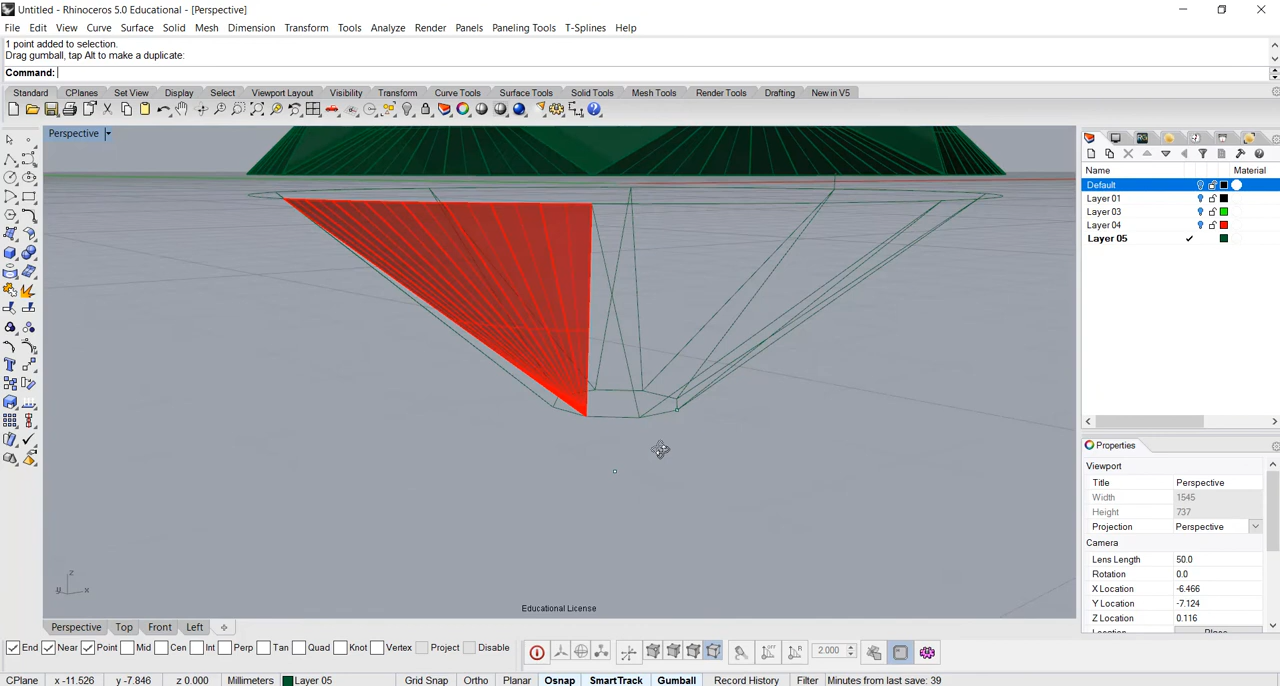 Untitled - Rhinoceros 5.0 Educational - [Perspective]
File Edit View Curve Surface Solid Mesh Dimension Transform Tools Analyze Render Panels Paneling Tools T-Splines Help
1 point added to selection.
Drag gumball, tap Alt to make a duplicate:
Command:
Standard CPlanes Set View Display Select Viewport Layout Visibility Transform Curve Tools Surface Tools Solid Tools Mesh Tools Render Tools Drafting New in V5
Perspective
Name Material
Default
Layer 01
Layer 03
Layer 04
Layer 05
Properties
Viewport
Title Perspective
Width 1545
Height 737
Projection Perspective
Camera
Lens Length 50.0
Rotation 0.0
X Location -6.466
Y Location -7.124
Z Location 0.116
z
y x
Educational License
Perspective Top Front Left
End Near Point Mid Cen Int Perp Tan Quad Knot Vertex Project Disable
2.000
CPlane x -11.526 y -7.846 z 0.000 Millimeters Layer 05 Grid Snap Ortho Planar Osnap SmartTrack Gumball Record History Filter Minutes from last save: 39